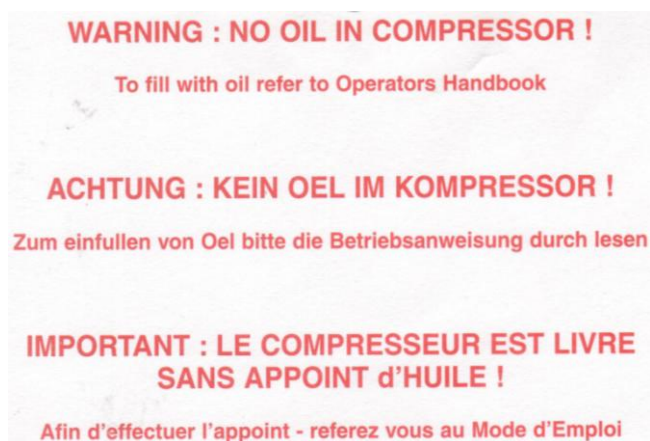 WARNING : NO OIL IN COMPRESSOR !
To fill with oil refer to Operators Handbook
ACHTUNG : KEIN OEL IM KOMPRESSOR !
Zum einfullen von Oel bitte die Betriebsanweisung durch lesen
IMPORTANT : LE COMPRESSEUR EST LIVRE
SANS APPOINT d'HUILE !
Afin d'effectuer l'appoint - referez vous au Mode d'Emploi